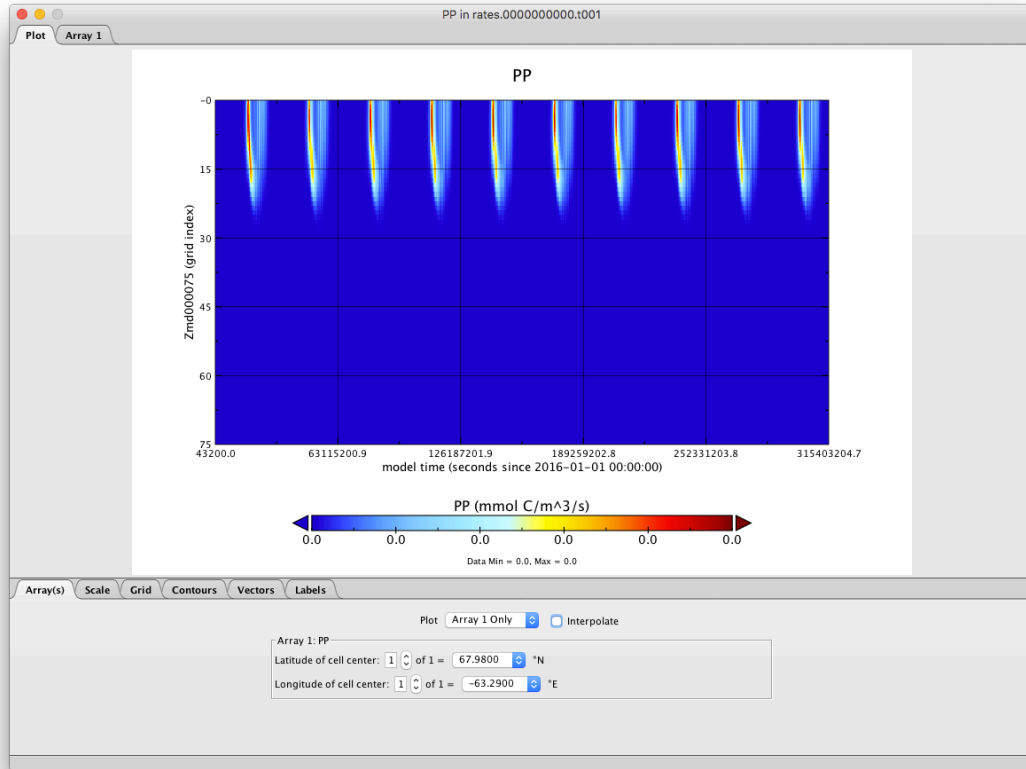 PP in rates.0000000000.t001
Plot Array 1
PP
-0
15
30
45
60
75
Zmd000075 (grid index)
43200.0 63115200.9 126187201.9 189259202.8 252331203.8 315403204.7
model time (seconds since 2016-01-01 00:00:00)
PP (mmol C/m^3/s)
0.0 0.0 0.0 0.0 0.0 0.0
Data Min = 0.0, Max = 0.0
Array(s) Scale Grid Contours Vectors Labels
Plot Array 1 Only Interpolate
Array 1: PP
Latitude of cell center: 1 of 1 = 67.9800 °N
Longitude of cell center: 1 of 1 = -63.2900 °E